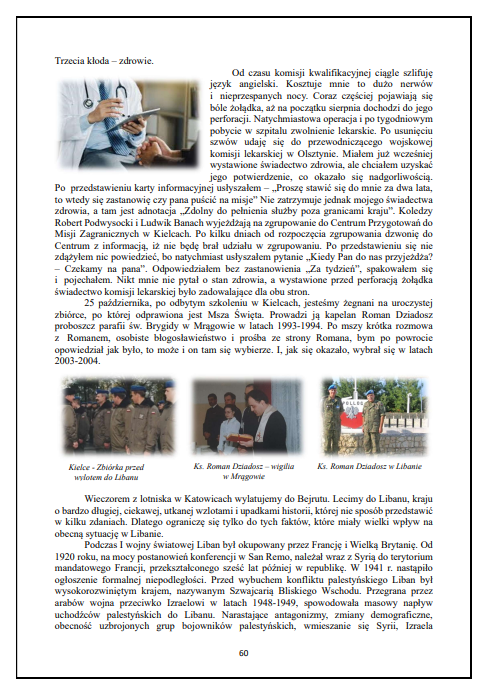 Trzecia kłoda – zdrowie.
Od czasu komisji kwalifikacyjnej ciągle szlifuję
język angielski. Kosztuje mnie to dużo nerwów
i nieprzespanych nocy. Coraz częściej pojawiają się
bóle żołądka, aż na początku sierpnia dochodzi do jego
perforacji. Natychmiastowa operacja i po tygodniowym
pobycie w szpitalu zwolnienie lekarskie. Po usunięciu
szwów udaję się do przewodniczącego wojskowej
komisji lekarskiej w Olsztynie. Miałem już wcześniej
wystawione świadectwo zdrowia, ale chciałem uzyskać
jego potwierdzenie, co okazało się nadgorliwością.
Po przedstawieniu karty informacyjnej usłyszałem – „Proszę stawić się do mnie za dwa lata,
to wtedy się zastanowię czy pana puścić na misje” Nie zatrzymuje jednak mojego świadectwa
zdrowia, a tam jest adnotacja „Zdolny do pełnienia służby poza granicami kraju”. Koledzy
Robert Podwysocki i Ludwik Banach wyjeżdżają na zgrupowanie do Centrum Przygotowań do
Misji Zagranicznych w Kielcach. Po kilku dniach od rozpoczęcia zgrupowania dzwonię do
Centrum z informacją, iż nie będę brał udziału w zgrupowaniu. Po przedstawieniu się nie
zdążyłem nic powiedzieć, bo natychmiast usłyszałem pytanie „Kiedy Pan do nas przyjeżdża?
– Czekamy na pana”. Odpowiedziałem bez zastanowienia „Za tydzień”, spakowałem się
i pojechałem. Nikt mnie nie pytał o stan zdrowia, a wystawione przed perforacją żołądka
świadectwo komisji lekarskiej było zadowalające dla obu stron.
25 października, po odbytym szkoleniu w Kielcach, jesteśmy żegnani na uroczystej
zbiórce, po której odprawiona jest Msza Święta. Prowadzi ją kapelan Roman Dziadosz
proboszcz parafii św. Brygidy w Mrągowie w latach 1993-1994. Po mszy krótka rozmowa
z Romanem, osobiste błogosławieństwo i prośba ze strony Romana, bym po powrocie
opowiedział jak było, to może i on tam się wybierze. I, jak się okazało, wybrał się w latach
2003-2004.
Kielce - Zbiórka przed
wylotem do Libanu
Ks. Roman Dziadosz – wigilia
w Mrągowie
Ks. Roman Dziadosz w Libanie
Wieczorem z lotniska w Katowicach wylatujemy do Bejrutu. Lecimy do Libanu, kraju
o bardzo długiej, ciekawej, utkanej wzlotami i upadkami historii, której nie sposób przedstawić
w kilku zdaniach. Dlatego ograniczę się tylko do tych faktów, które miały wielki wpływ na
obecną sytuację w Libanie.
Podczas I wojny światowej Liban był okupowany przez Francję i Wielką Brytanię. Od
1920 roku, na mocy postanowień konferencji w San Remo, należał wraz z Syrią do terytorium
mandatowego Francji, przekształconego sześć lat później w republikę. W 1941 r. nastąpiło
ogłoszenie formalnej niepodległości. Przed wybuchem konfliktu palestyńskiego Liban był
wysokorozwiniętym krajem, nazywanym Szwajcarią Bliskiego Wschodu. Przegrana przez
arabów wojna przeciwko Izraelowi w latach 1948-1949, spowodowała masowy napływ
uchodźców palestyńskich do Libanu. Narastające antagonizmy, zmiany demograficzne,
obecność uzbrojonych grup bojowników palestyńskich, wmieszanie się Syrii, Izraela
60